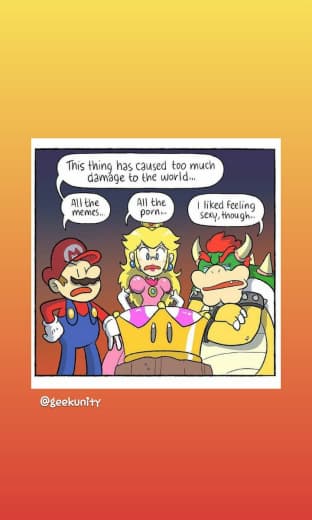 This thing has caused too much
damage to the world...
All the
memes...
All the
porn...
I liked feeling
sexy, though...
M
@geekunity